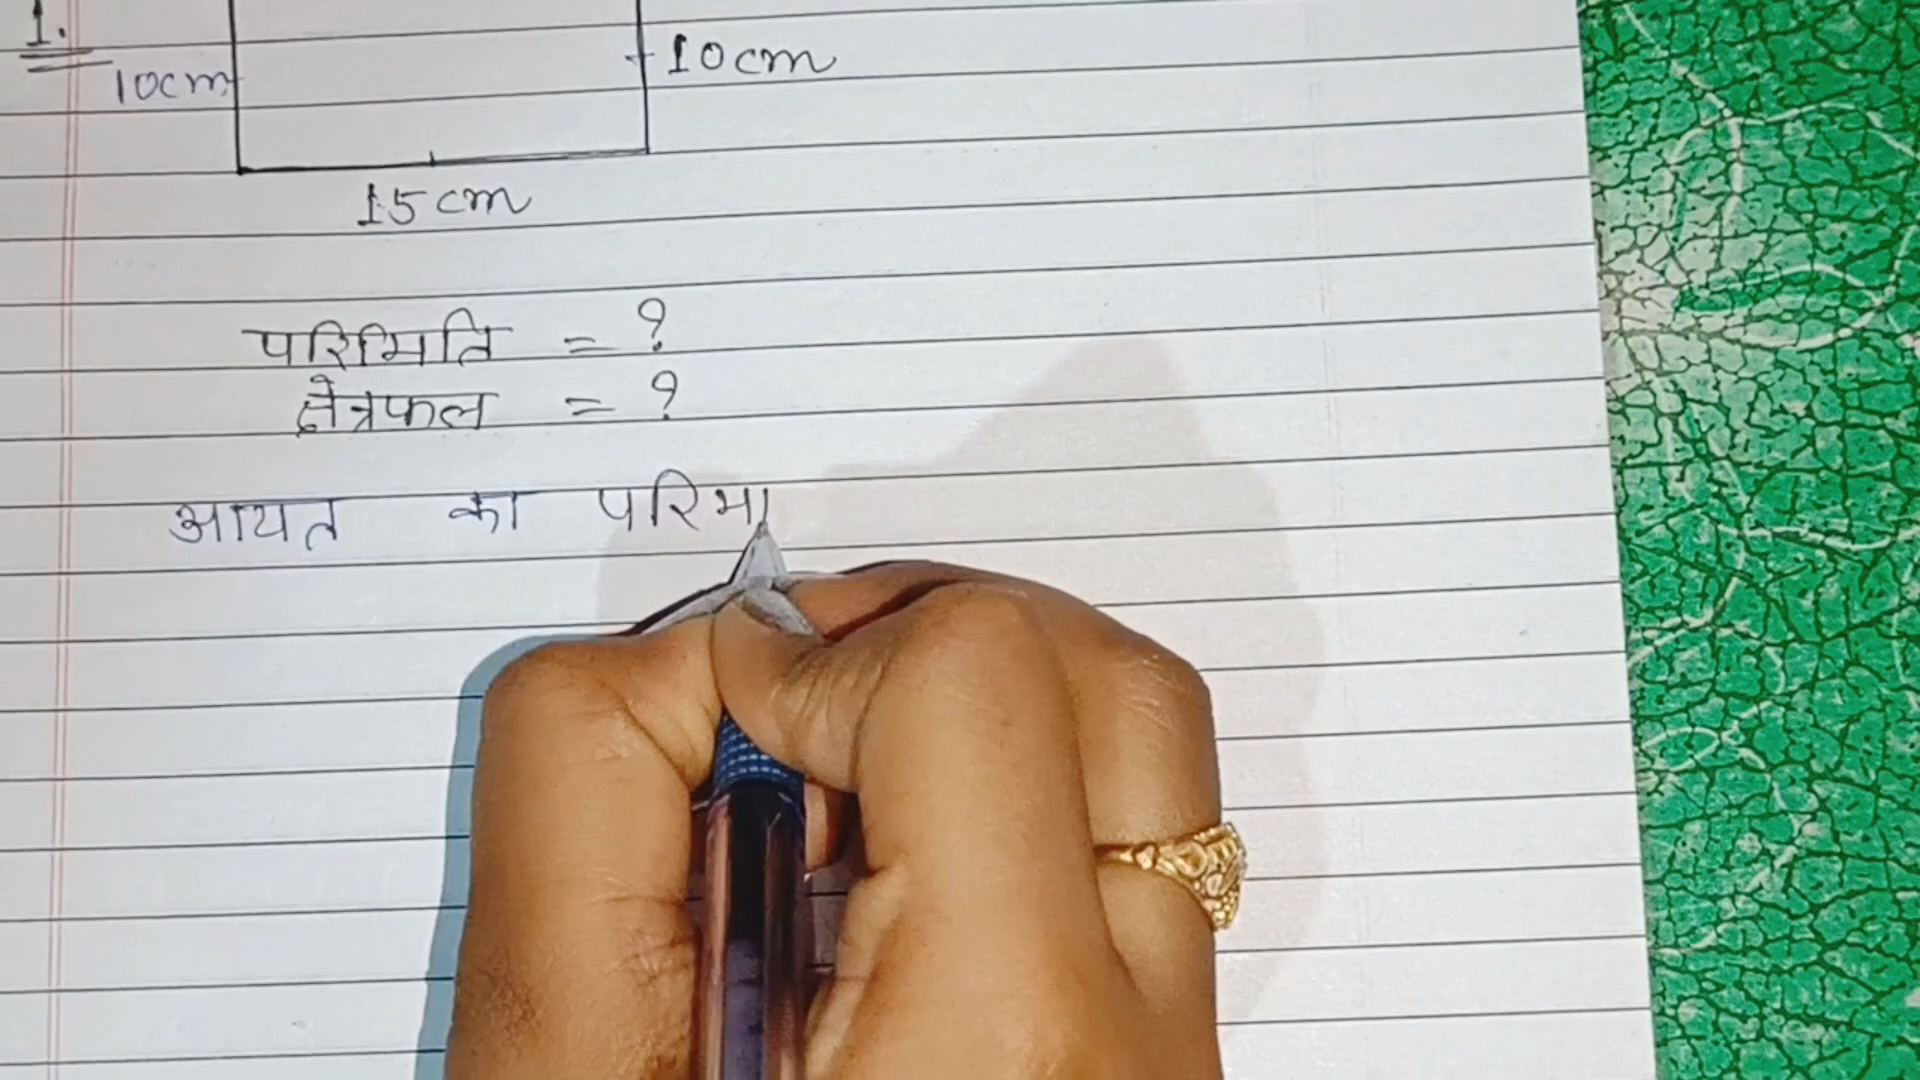 1.
10cm
10cm
15cm
परिमिति = ?
क्षेत्रफल = ?
आयत का परिमा